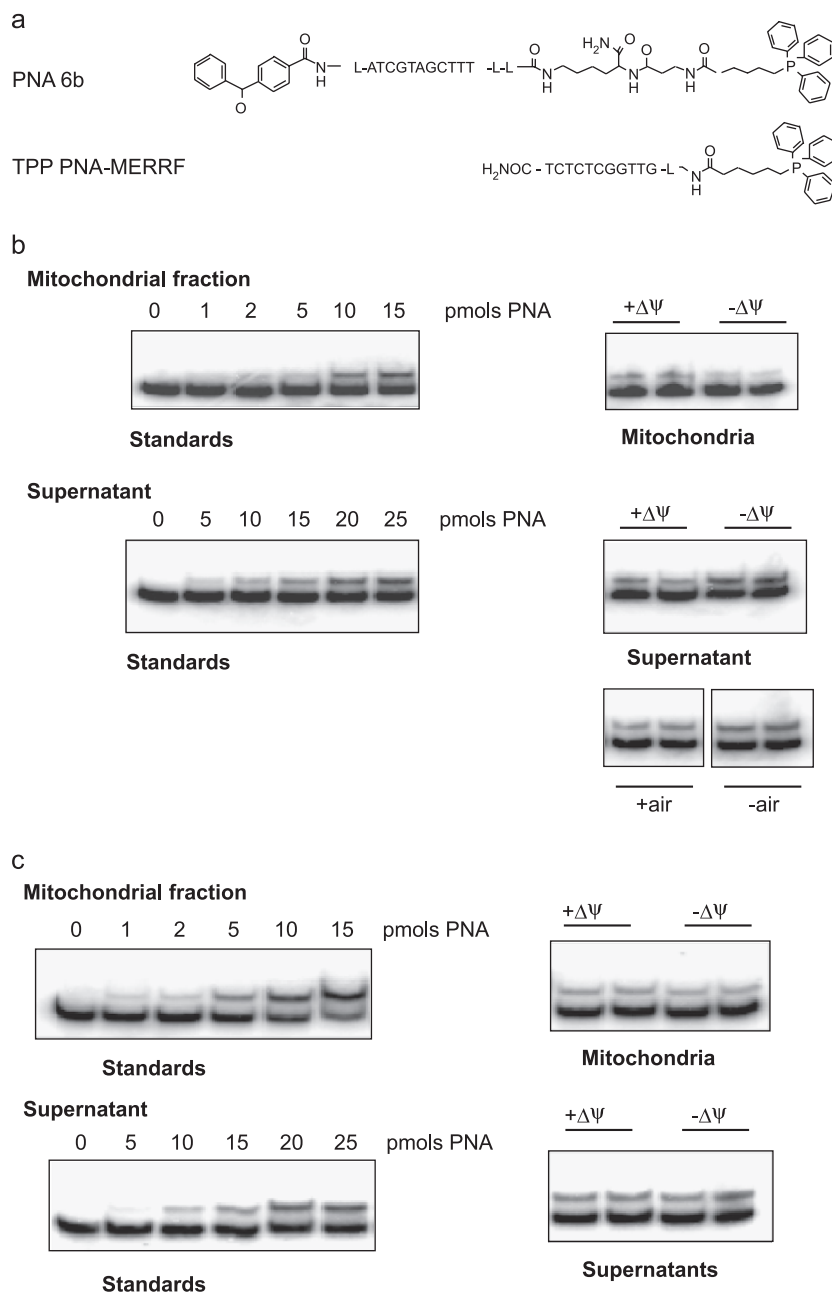 a
PNA 6b
O
N
H
O
L-ATCGTAGCTTT
-L-L
O
N
H
H₂N
O
N
H
O
N
H
O
P
TPP PNA-MERRF
H₂NOC - TCTCTCGGTTG -L
N
H
O
P
b
Mitochondrial fraction
0 1 2 5 10 15 pmols PNA
+ΔΨ -ΔΨ
Standards
Mitochondria
Supernatant
0 5 10 15 20 25 pmols PNA
+ΔΨ -ΔΨ
Standards
Supernatant
+air -air
c
Mitochondrial fraction
0 1 2 5 10 15 pmols PNA
+ΔΨ -ΔΨ
Standards
Mitochondria
Supernatant
0 5 10 15 20 25 pmols PNA
+ΔΨ -ΔΨ
Standards
Supernatants